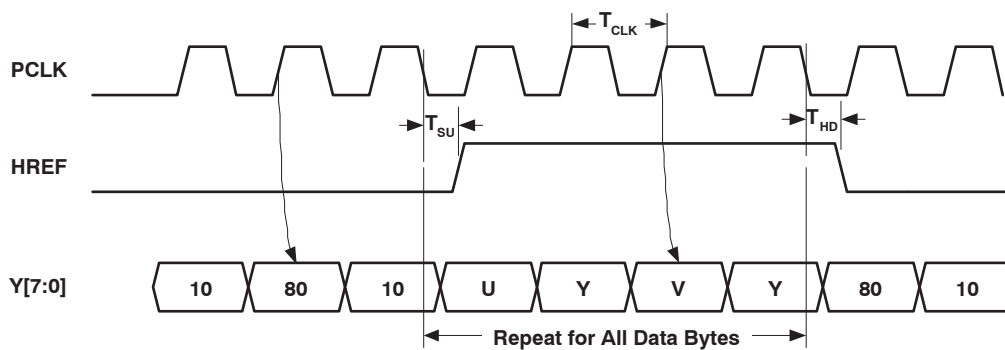 T_CLK
PCLK
T_SU
T_HD
HREF
Y[7:0] 10 80 10 U Y V Y 80 10
Repeat for All Data Bytes